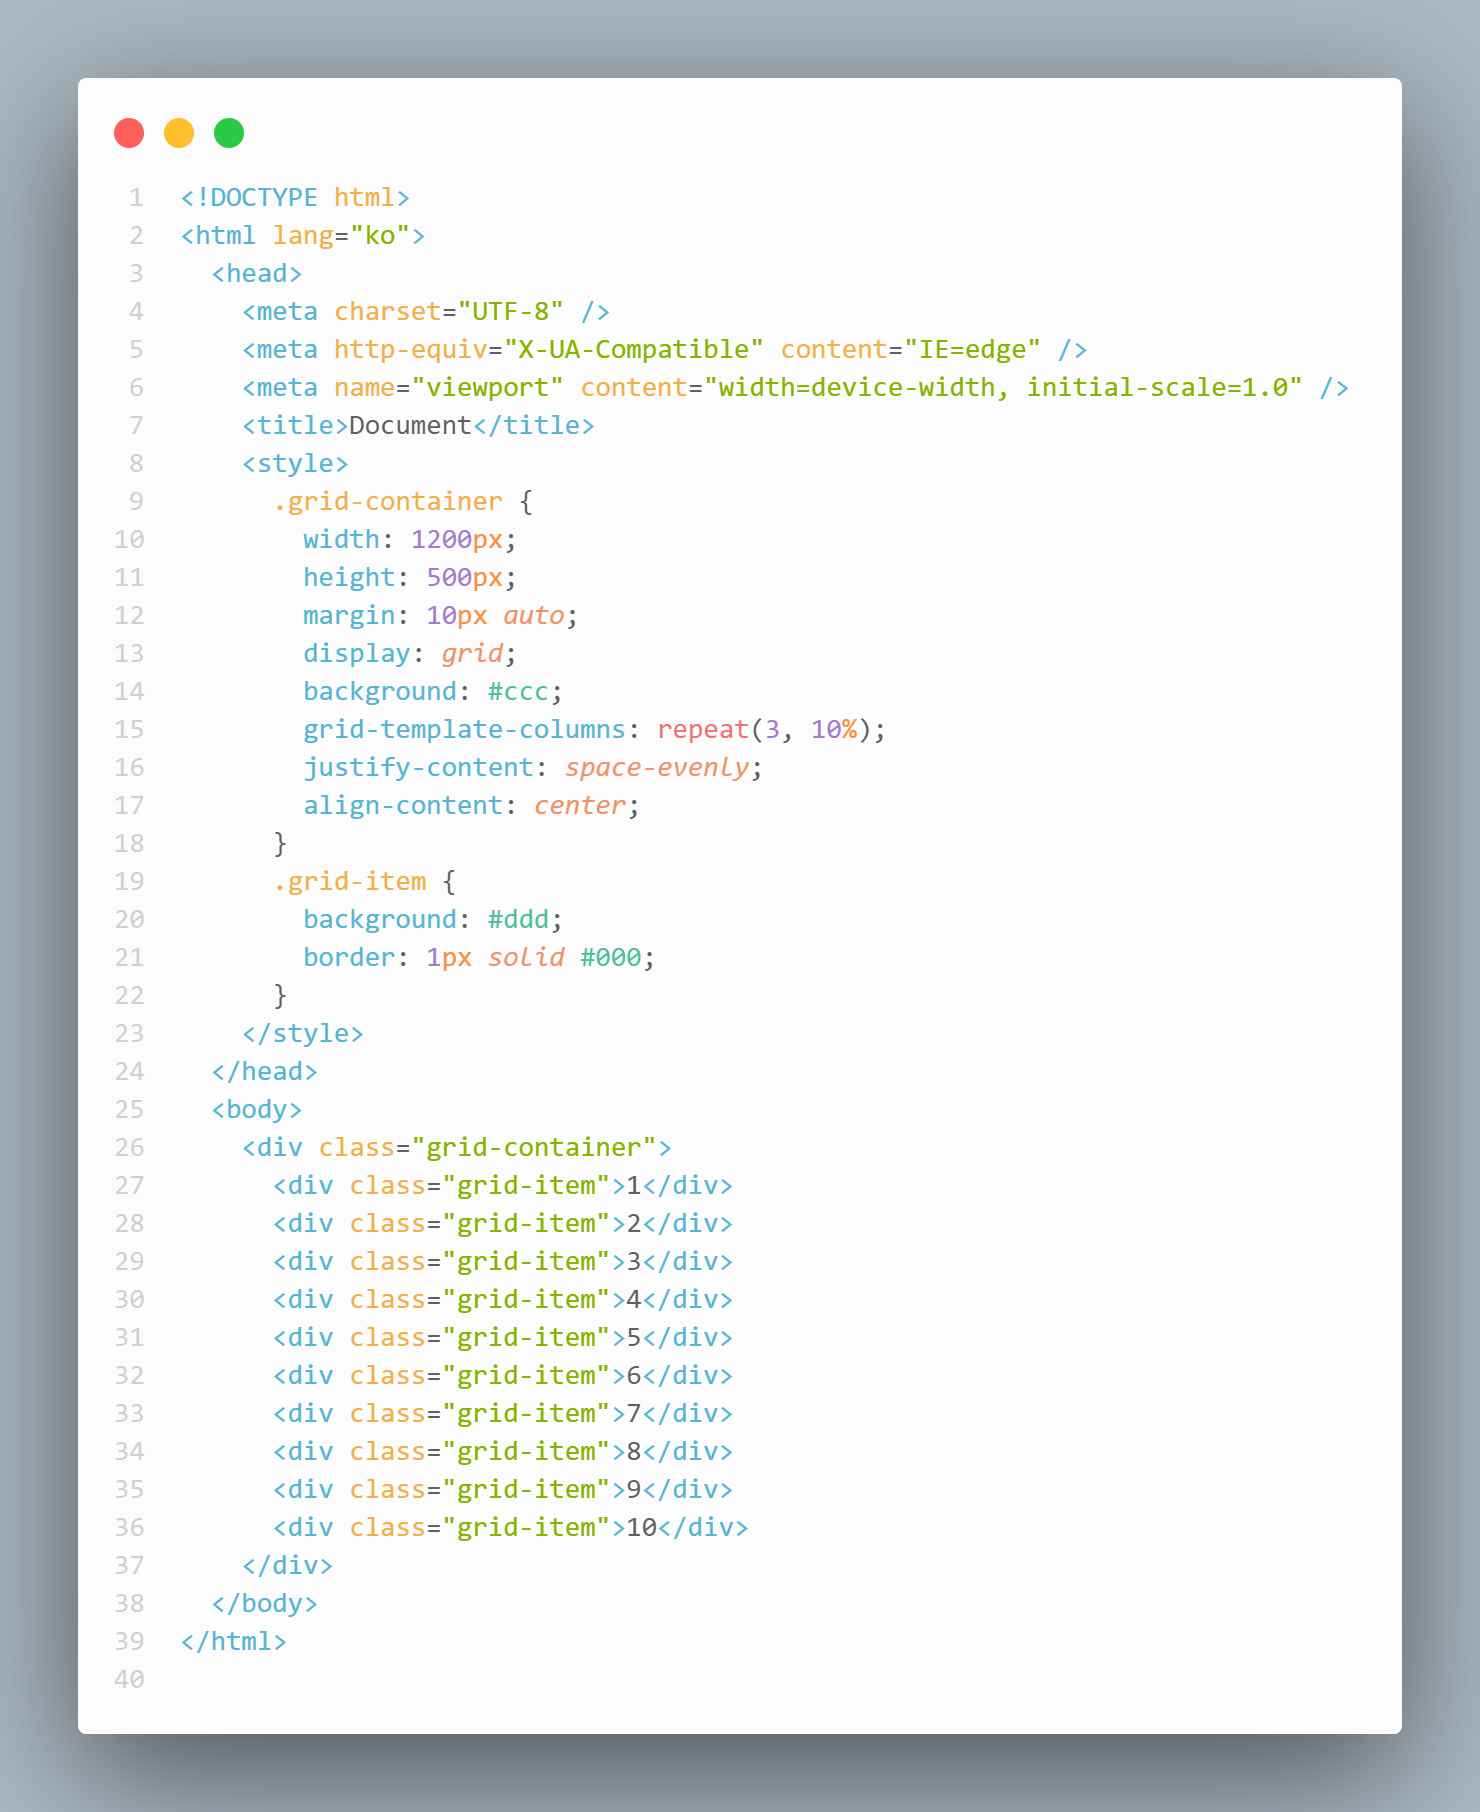 1 <!DOCTYPE html>
2 <html lang="ko">
3   <head>
4     <meta charset="UTF-8" />
5     <meta http-equiv="X-UA-Compatible" content="IE=edge" />
6     <meta name="viewport" content="width=device-width, initial-scale=1.0" />
7     <title>Document</title>
8     <style>
9       .grid-container {
10         width: 1200px;
11         height: 500px;
12         margin: 10px auto;
13         display: grid;
14         background: #ccc;
15         grid-template-columns: repeat(3, 10%);
16         justify-content: space-evenly;
17         align-content: center;
18       }
19       .grid-item {
20         background: #ddd;
21         border: 1px solid #000;
22       }
23     </style>
24   </head>
25   <body>
26     <div class="grid-container">
27       <div class="grid-item">1</div>
28       <div class="grid-item">2</div>
29       <div class="grid-item">3</div>
30       <div class="grid-item">4</div>
31       <div class="grid-item">5</div>
32       <div class="grid-item">6</div>
33       <div class="grid-item">7</div>
34       <div class="grid-item">8</div>
35       <div class="grid-item">9</div>
36       <div class="grid-item">10</div>
37     </div>
38   </body>
39 </html>
40